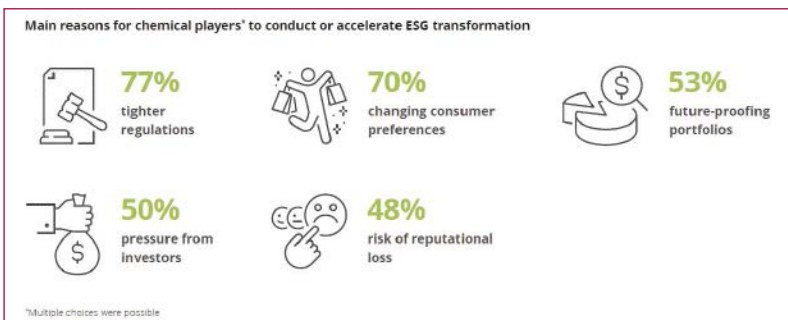 Main reasons for chemical players* to conduct or accelerate ESG transformation
77%
tighter
regulations
70%
changing consumer
preferences
53%
future-proofing
portfolios
50%
pressure from
investors
48%
risk of reputational
loss
*Multiple choices were possible